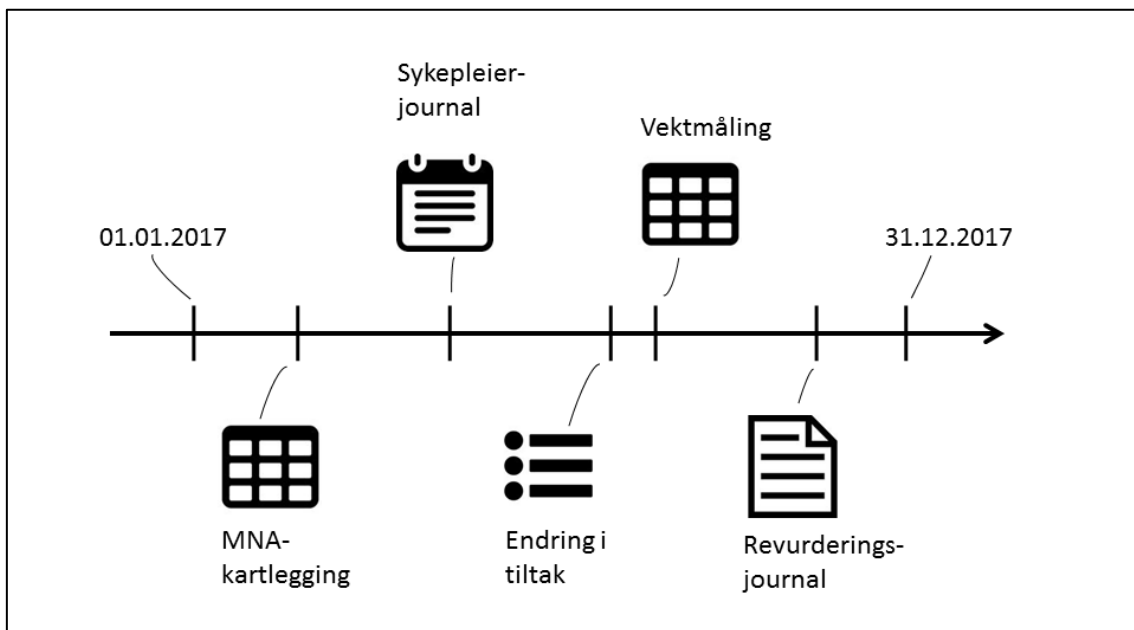 Sykepleier-
journal
Vektmåling
01.01.2017
31.12.2017
MNA-
kartlegging
Endring i
tiltak
Revurderings-
journal